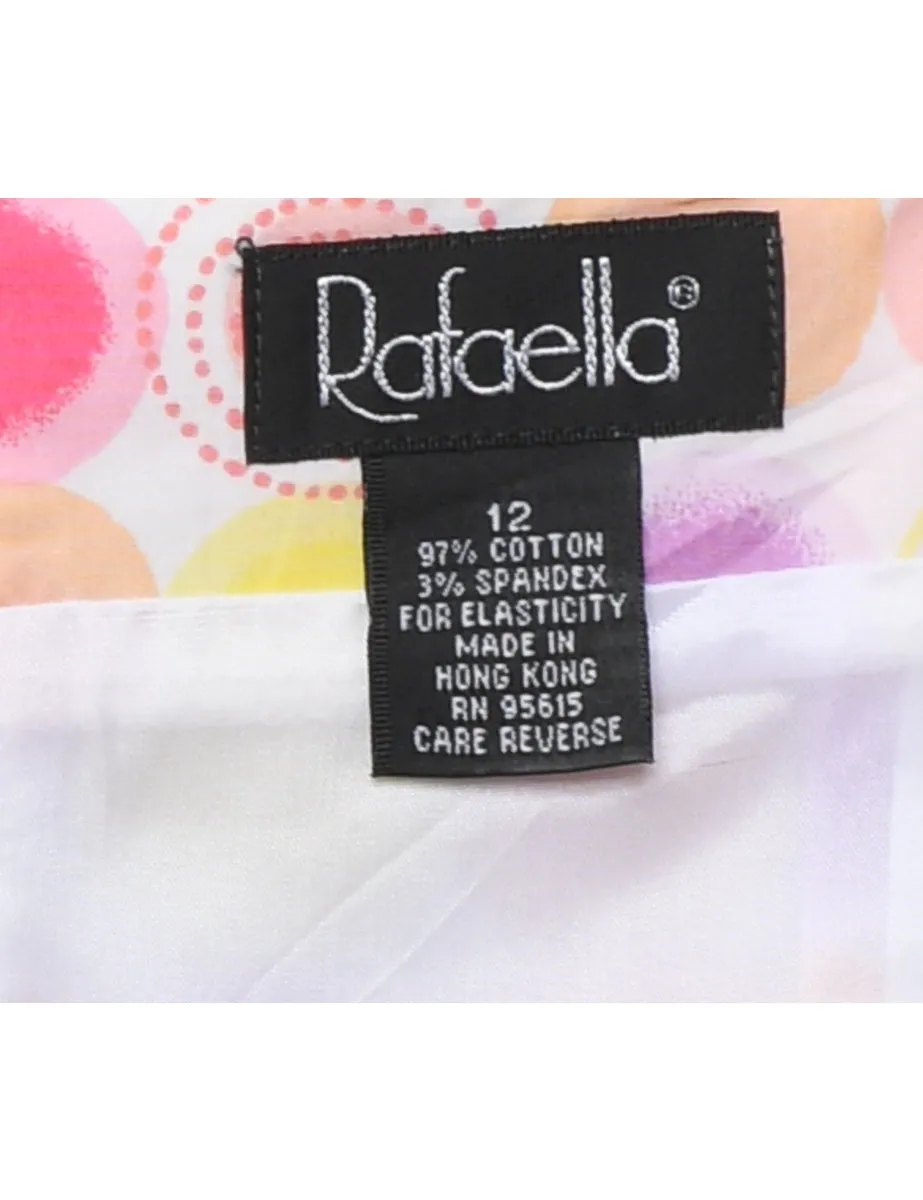 Rafaella®
12
97% COTTON
3% SPANDEX
FOR ELASTICITY
MADE IN
HONG KONG
RN 95615
CARE REVERSE